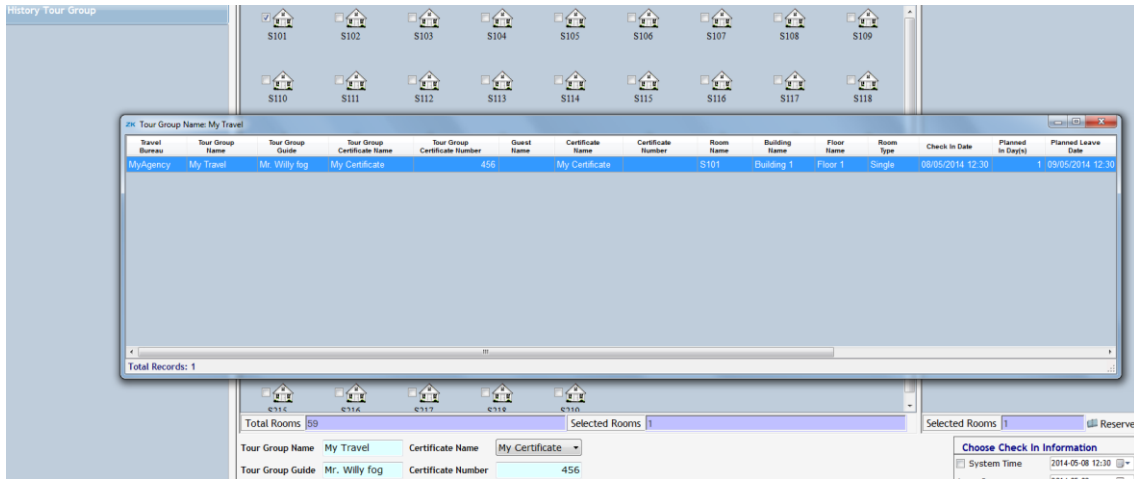 History Tour Group
S101 S102 S103 S104 S105 S106 S107 S108 S109
S110 S111 S112 S113 S114 S115 S116 S117 S118
ZK Tour Group Name: My Travel
Travel Bureau Tour Group Name Tour Group Guide Tour Group Certificate Name Tour Group Certificate Number Guest Name Certificate Name Certificate Number Room Name Building Name Floor Name Room Type Check In Date Planned In Day(s) Planned Leave Date
MyAgency My Travel Mr. Willy fog My Certificate 456 My Certificate S101 Building 1 Floor 1 Single 08/05/2014 12:30 1 09/05/2014 12:30
Total Records: 1
S215 S216 S217 S218 S219
Total Rooms 59 Selected Rooms 1 Selected Rooms 1 Reserve
Tour Group Name My Travel Certificate Name My Certificate Choose Check In Information
System Time 2014-05-08 12:30
Tour Group Guide Mr. Willy fog Certificate Number 456